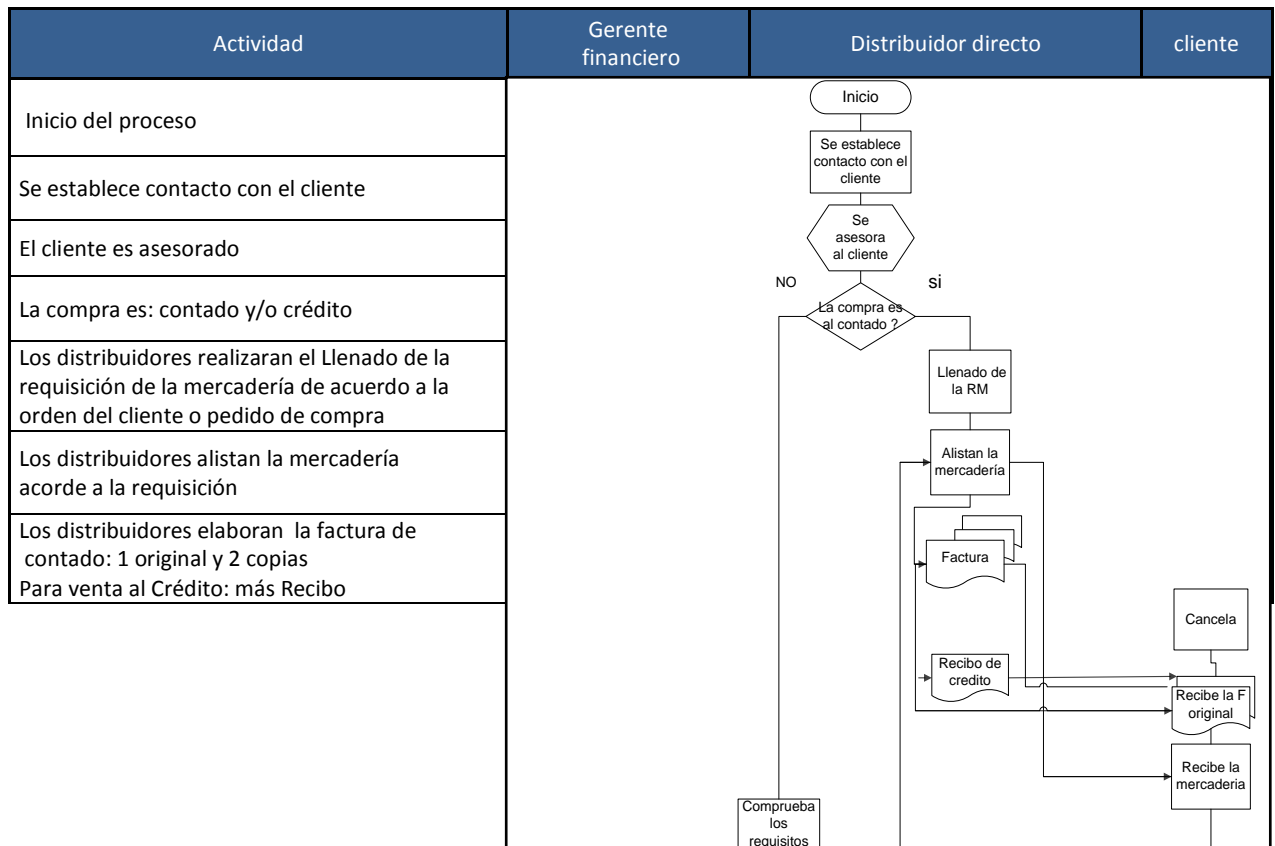 Actividad
Gerente
financiero
Distribuidor directo
cliente
Inicio del proceso
Se establece contacto con el cliente
El cliente es asesorado
La compra es: contado y/o crédito
Los distribuidores realizaran el Llenado de la
requisición de la mercadería de acuerdo a la
orden del cliente o pedido de compra
Los distribuidores alistan la mercadería
acorde a la requisición
Los distribuidores elaboran la factura de
contado: 1 original y 2 copias
Para venta al Crédito: más Recibo
Inicio
Se establece
contacto con el
cliente
Se
asesora
al cliente
NO
si
La compra es
al contado ?
Llenado de
la RM
Alistan la
mercadería
Factura
Cancela
Recibo de
credito
Recibe la F
original
Recibe la
mercaderia
Comprueba
los
requisitos